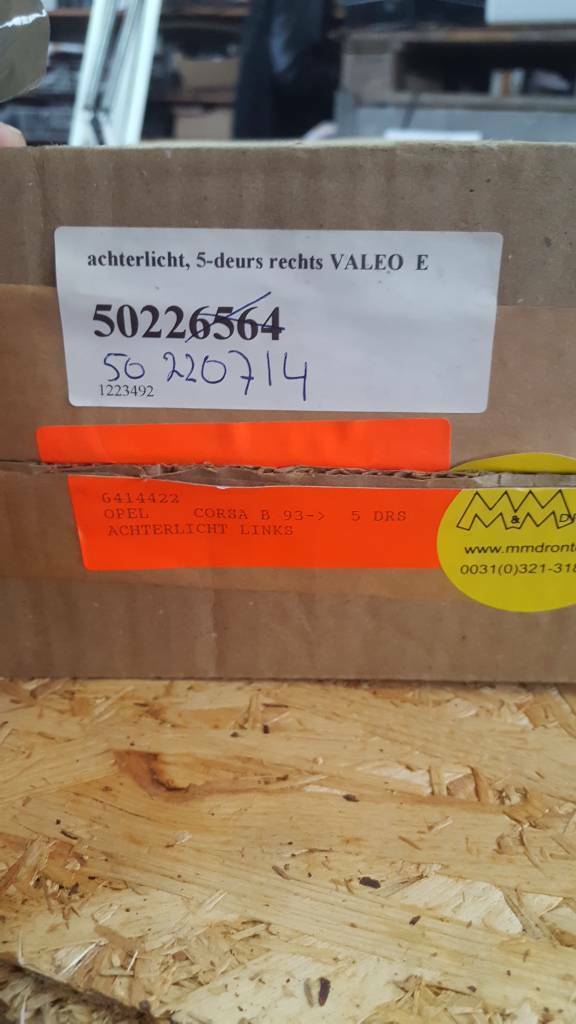 achterlicht, 5-deurs rechts VALEO E
50226564
50 220714
1223492
6414422
OPEL CORSA B 93-> 5 DRS
ACHTERLICHT LINKS
M&M
www.mmdront
0031(0)321-318